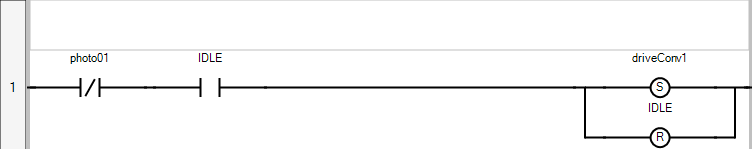 photo01
IDLE
driveConv1
1
S
IDLE
R